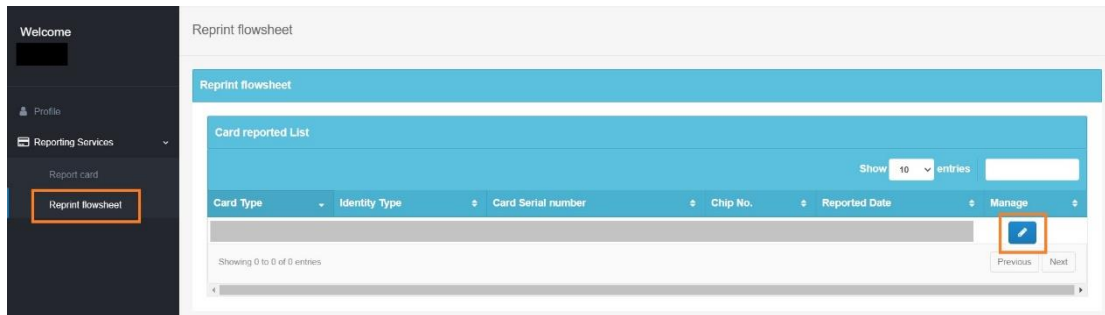 Welcome
Reprint flowsheet
Reprint flowsheet
Profile
Reporting Services
Card reported List
Report card
Show 10 entries
Reprint flowsheet
Card Type Identity Type Card Serial number Chip No. Reported Date Manage
Showing 0 to 0 of 0 entries
Previous Next